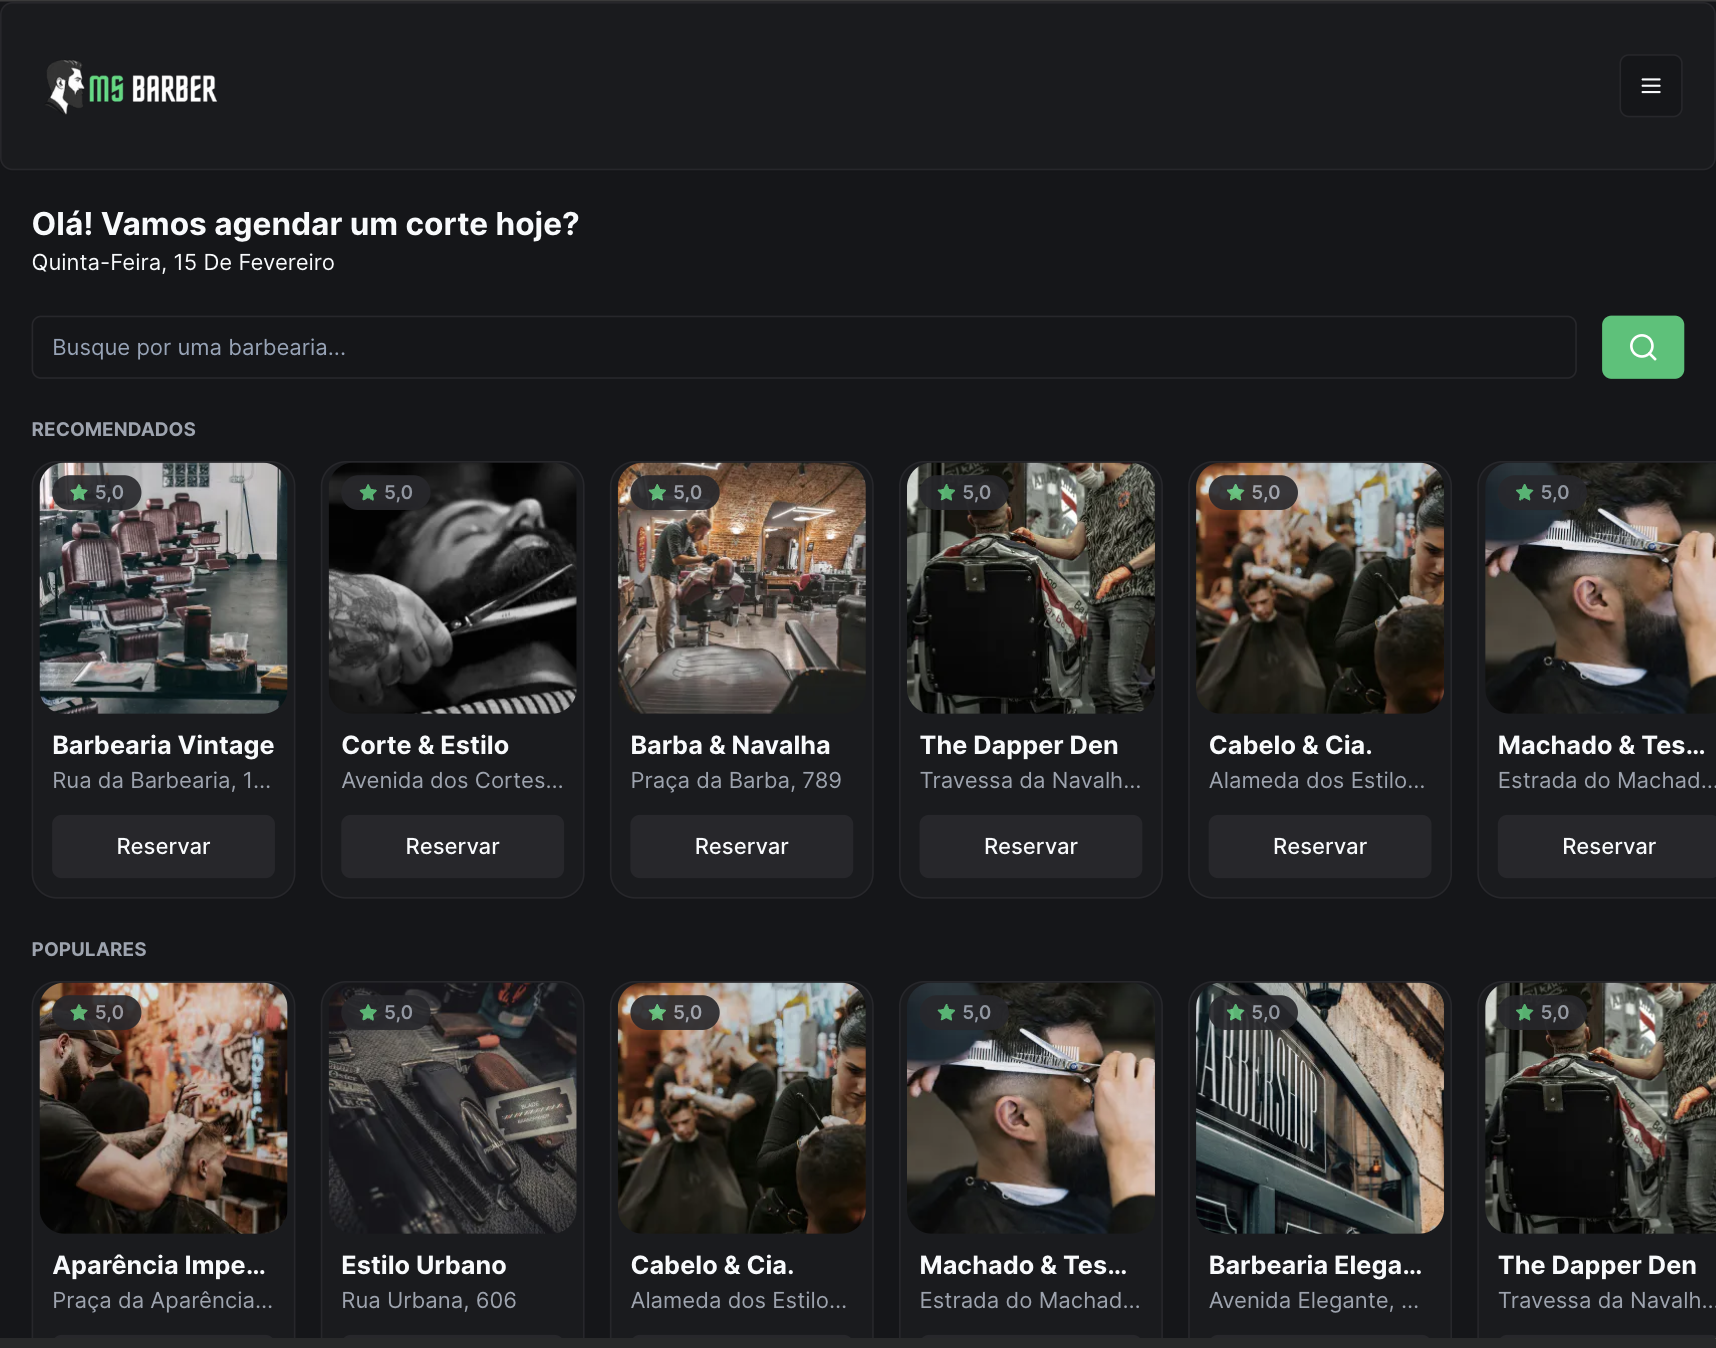 MS BARBER
Olá! Vamos agendar um corte hoje?
Quinta-Feira, 15 De Fevereiro
Busque por uma barbearia...
RECOMENDADOS
5,0
5,0
5,0
5,0
5,0
5,0
Barbearia Vintage
Corte & Estilo
Barba & Navalha
The Dapper Den
Cabelo & Cia.
Machado & Tes...
Rua da Barbearia, 1...
Avenida dos Cortes...
Praça da Barba, 789
Travessa da Navalh...
Alameda dos Estilo...
Estrada do Machad...
Reservar
Reservar
Reservar
Reservar
Reservar
Reservar
POPULARES
5,0
5,0
5,0
5,0
5,0
5,0
BARBERSHOP
BLADE
Aparência Impe...
Estilo Urbano
Cabelo & Cia.
Machado & Tes...
Barbearia Elega...
The Dapper Den
Praça da Aparência...
Rua Urbana, 606
Alameda dos Estilo...
Estrada do Machad...
Avenida Elegante, ...
Travessa da Navalh...